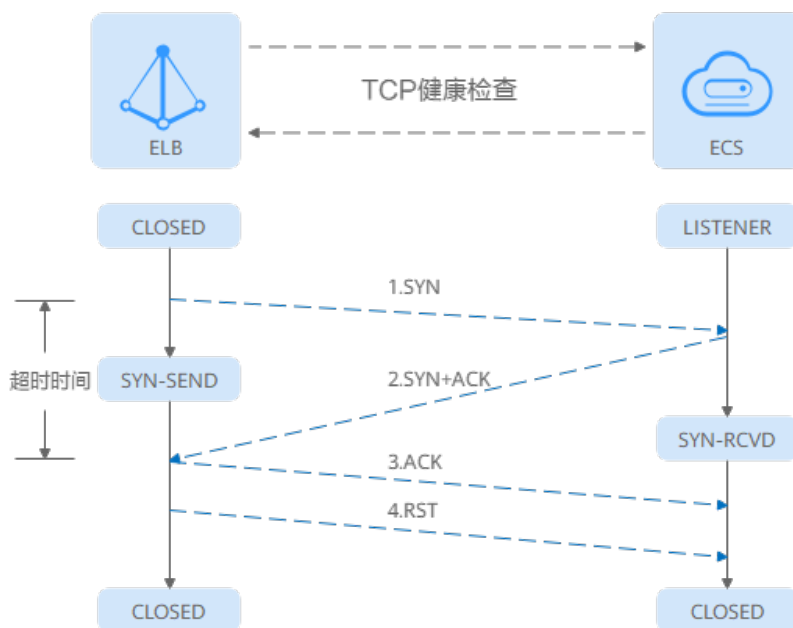 TCP健康检查
ELB
ECS
CLOSED
LISTENER
1.SYN
超时时间
SYN-SEND
2.SYN+ACK
SYN-RCVD
3.ACK
4.RST
CLOSED
CLOSED